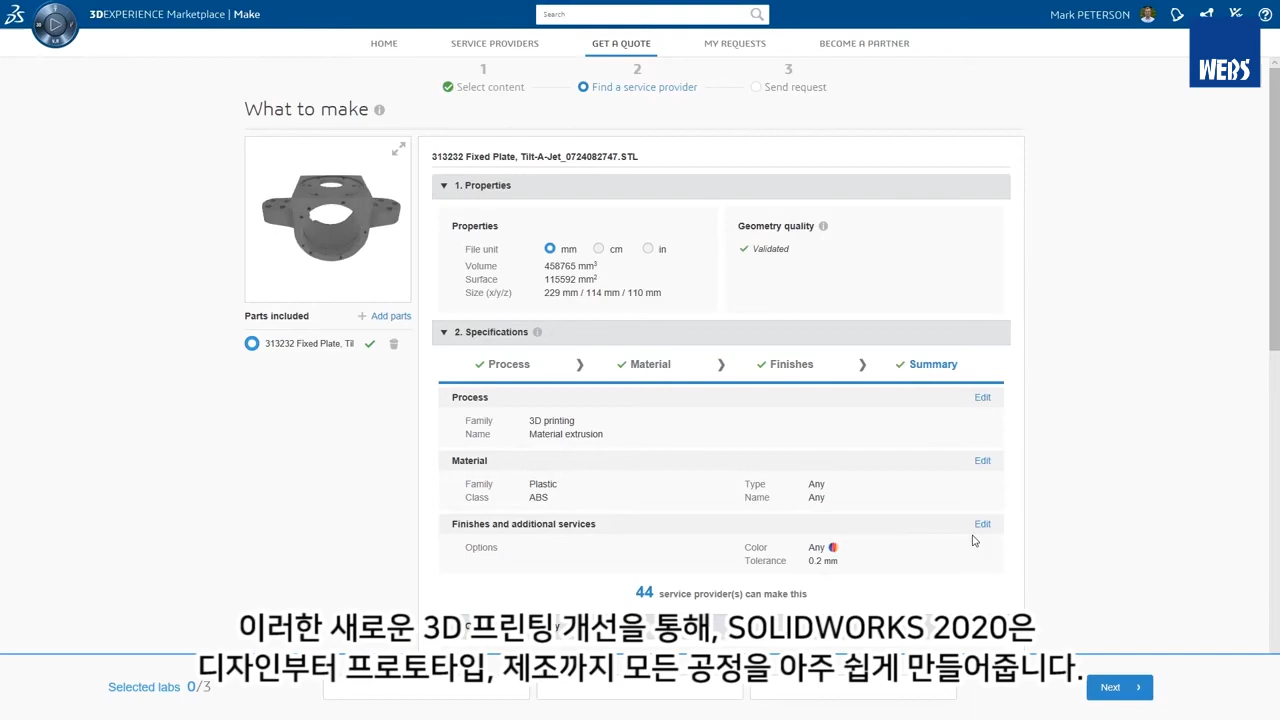 3DEXPERIENCE Marketplace | Make
Search
Mark PETERSON
HOME
SERVICE PROVIDERS
GET A QUOTE
MY REQUESTS
BECOME A PARTNER
WEDS
1
2
3
Select content
Find a service provider
Send request
What to make
313232 Fixed Plate, Tilt-A-Jet_0724082747.STL
1. Properties
Properties
File unit mm cm in
Volume 458765 mm³
Surface 115592 mm²
Size (x/y/z) 229 mm / 114 mm / 110 mm
Geometry quality
Validated
Parts included
+ Add parts
313232 Fixed Plate, Til
2. Specifications
Process
Material
Finishes
Summary
Process Edit
Family 3D printing
Name Material extrusion
Material Edit
Family Plastic Type Any
Class ABS Name Any
Finishes and additional services Edit
Options Color Any
Tolerance 0.2 mm
44 service provider(s) can make this
이러한 새로운 3D 프린팅 개선을 통해, SOLIDWORKS 2020은
디자인부터 프로토타입, 제조까지 모든 공정을 아주 쉽게 만들어줍니다.
Selected labs 0/3
Next